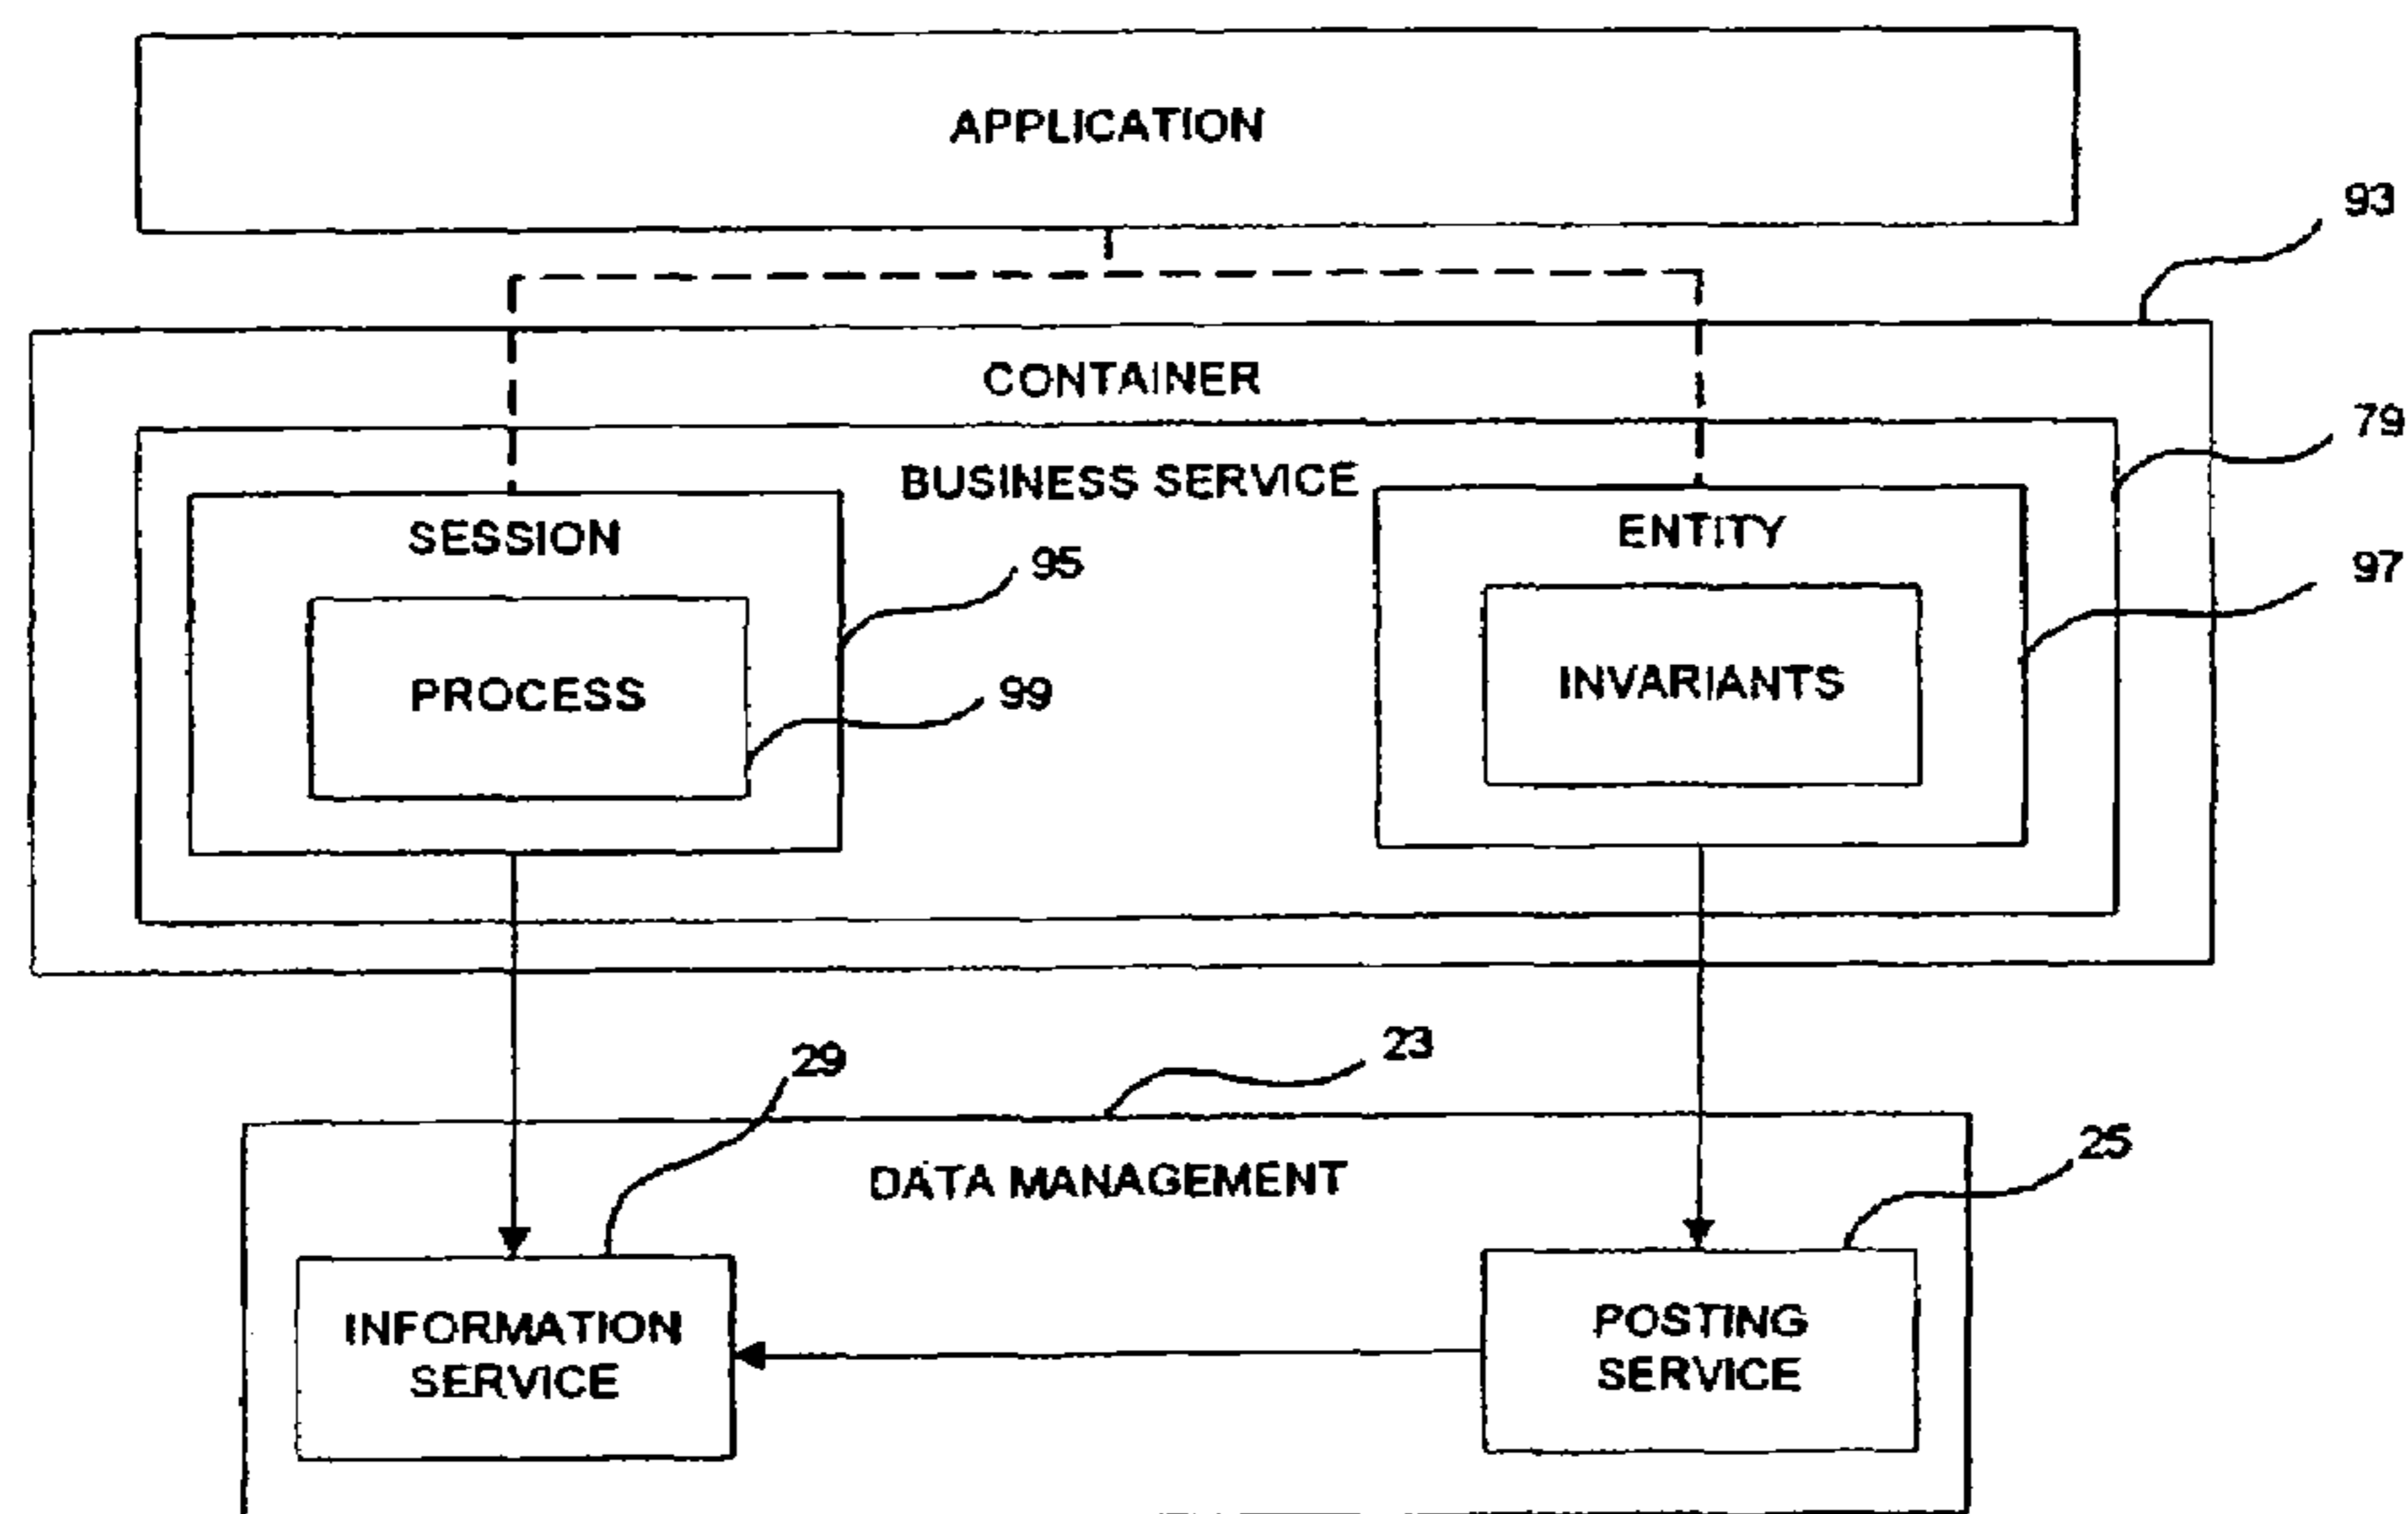 APPLICATION
93
CONTAINER
79
BUSINESS SERVICE
SESSION
ENTITY
95
97
PROCESS
99
INVARIANTS
29
23
25
DATA MANAGEMENT
INFORMATION
SERVICE
POSTING
SERVICE